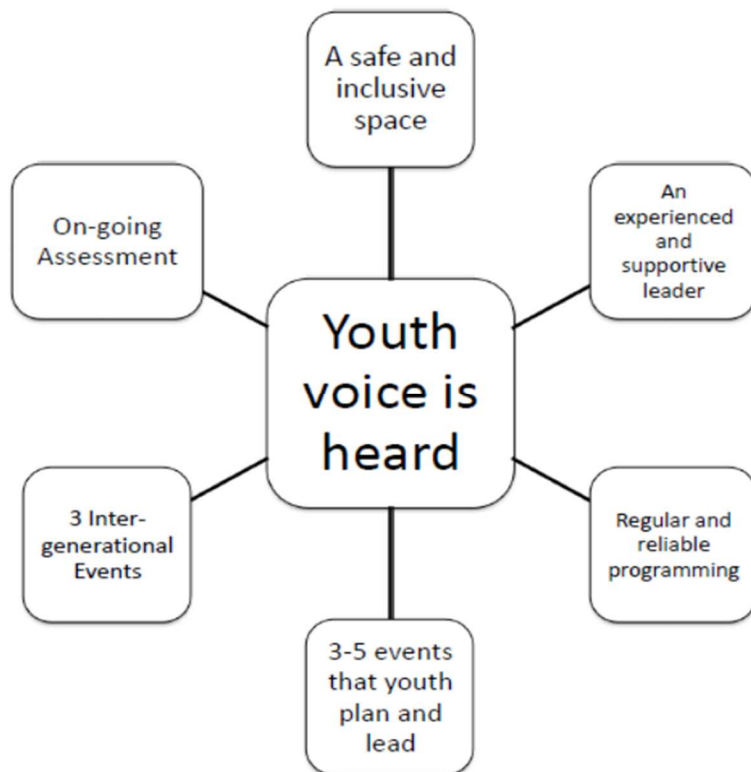 A safe and
inclusive
space
On-going
Assessment
An
experienced
and
supportive
leader
Youth
voice is
heard
3 Inter-
generational
Events
Regular and
reliable
programming
3-5 events
that youth
plan and
lead